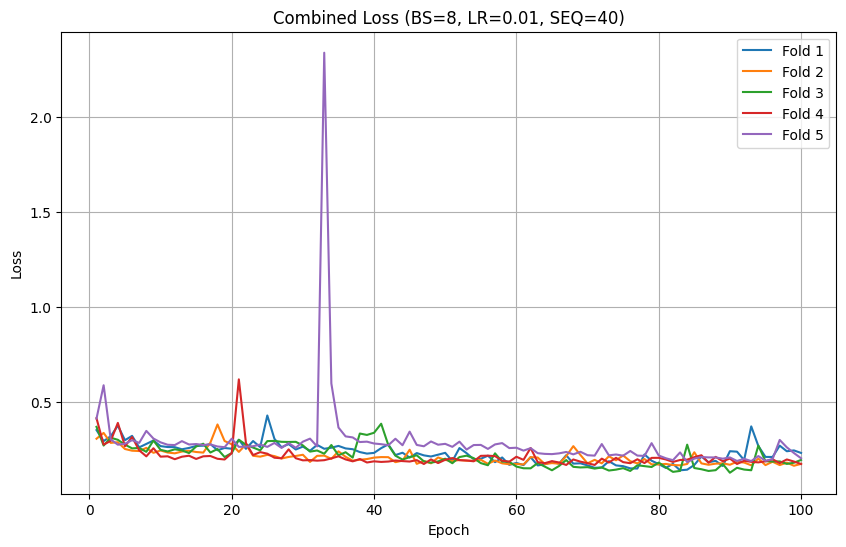 Combined Loss (BS=8, LR=0.01, SEQ=40)
Fold 1
Fold 2
Fold 3
Fold 4
Fold 5
2.0
1.5
1.0
0.5
Loss
0 20 40 60 80 100
Epoch